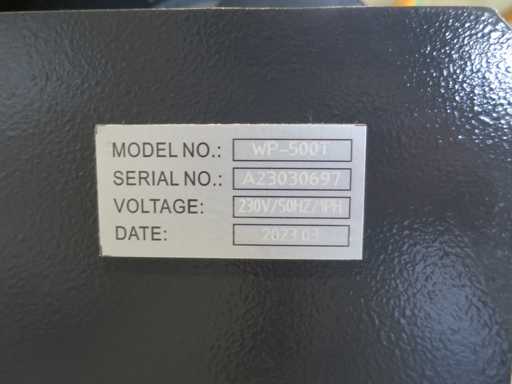 MODEL NO.: WP-500T
SERIAL NO.: A23030697
VOLTAGE: 230V/50HZ/1PH
DATE: 2023.03